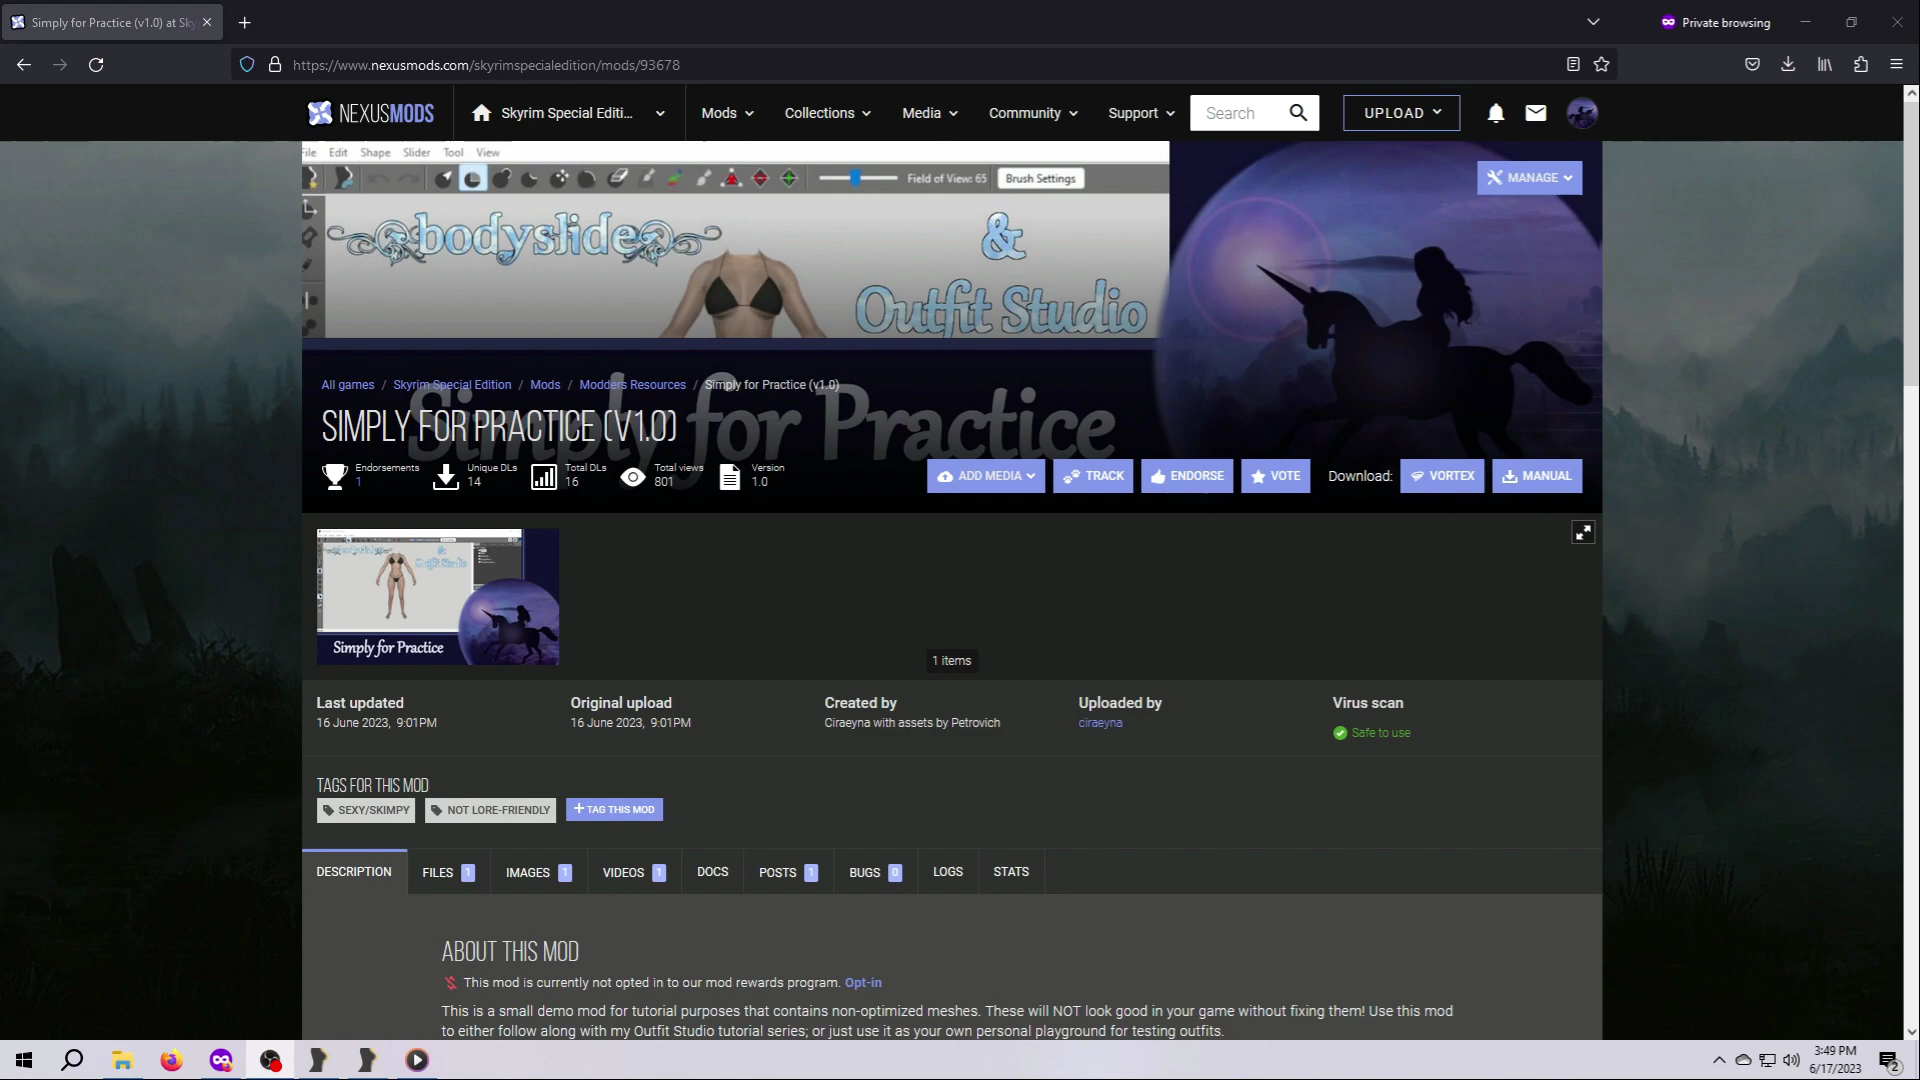 Simply for Practice (v1.0) at Sky
Private browsing
https://www.nexusmods.com/skyrimspecialedition/mods/93678
NEXUSMODS
Skyrim Special Editi...
Mods
Collections
Media
Community
Support
Search
UPLOAD
File Edit Shape Slider Tool View
Field of View: 65
Brush Settings
MANAGE
bodyslide
&
Outfit Studio
All games / Skyrim Special Edition / Mods / Modders Resources / Simply for Practice (v1.0)
Simply for Practice
SIMPLY FOR PRACTICE (V1.0)
Endorsements
1
Unique DLs
14
Total DLs
16
Total views
801
Version
1.0
ADD MEDIA
TRACK
ENDORSE
VOTE
Download:
VORTEX
MANUAL
bodyslide
&
Outfit Studio
Simply for Practice
1 items
Last updated
16 June 2023, 9:01PM
Original upload
16 June 2023, 9:01PM
Created by
Ciraeyna with assets by Petrovich
Uploaded by
ciraeyna
Virus scan
Safe to use
TAGS FOR THIS MOD
SEXY/SKIMPY
NOT LORE-FRIENDLY
+ TAG THIS MOD
DESCRIPTION
FILES 1
IMAGES 1
VIDEOS 1
DOCS
POSTS 1
BUGS 0
LOGS
STATS
ABOUT THIS MOD
This mod is currently not opted in to our mod rewards program. Opt-in
This is a small demo mod for tutorial purposes that contains non-optimized meshes. These will NOT look good in your game without fixing them! Use this mod
to either follow along with my Outfit Studio tutorial series; or just use it as your own personal playground for testing outfits.
3:49 PM
6/17/2023
2